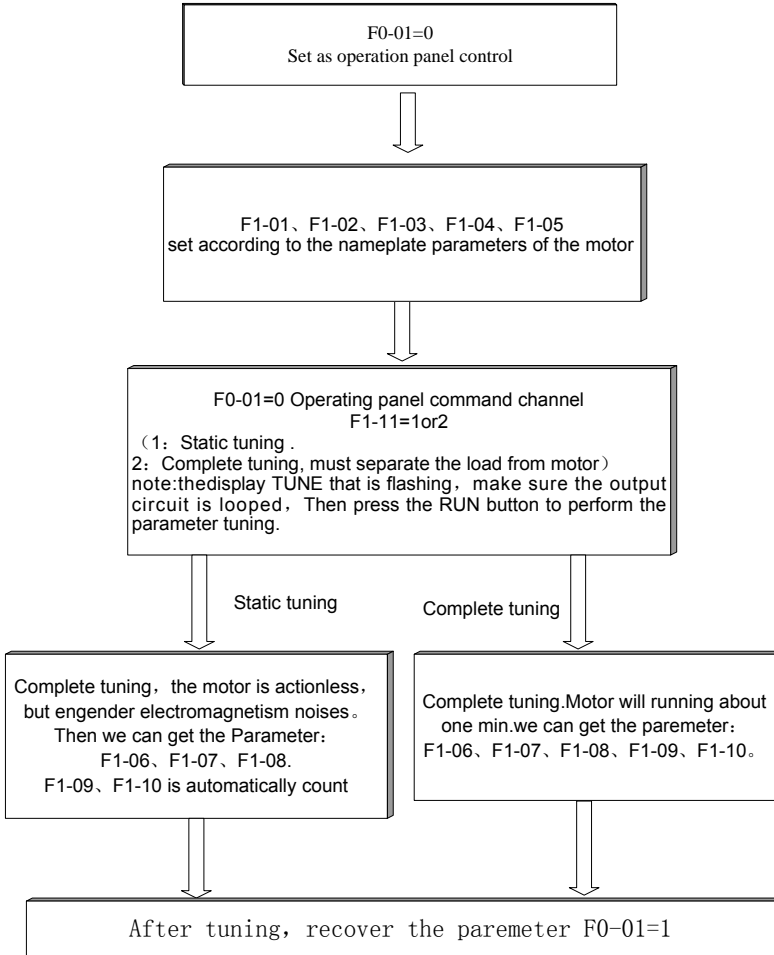 F0-01=0
Set as operation panel control
F1-01、F1-02、F1-03、F1-04、F1-05
set according to the nameplate parameters of the motor
F0-01=0 Operating panel command channel
F1-11=1or2
（1：Static tuning .
2：Complete tuning, must separate the load from motor）
note:thedisplay TUNE that is flashing，make sure the output
circuit is looped，Then press the RUN button to perform the
parameter tuning.
Static tuning
Complete tuning
Complete tuning，the motor is actionless，
but engender electromagnetism noises。
Then we can get the Parameter：
F1-06、F1-07、F1-08.
F1-09、F1-10 is automatically count
Complete tuning.Motor will running about
one min.we can get the paremeter：
F1-06、F1-07、F1-08、F1-09、F1-10。
After tuning，recover the paremeter F0-01=1